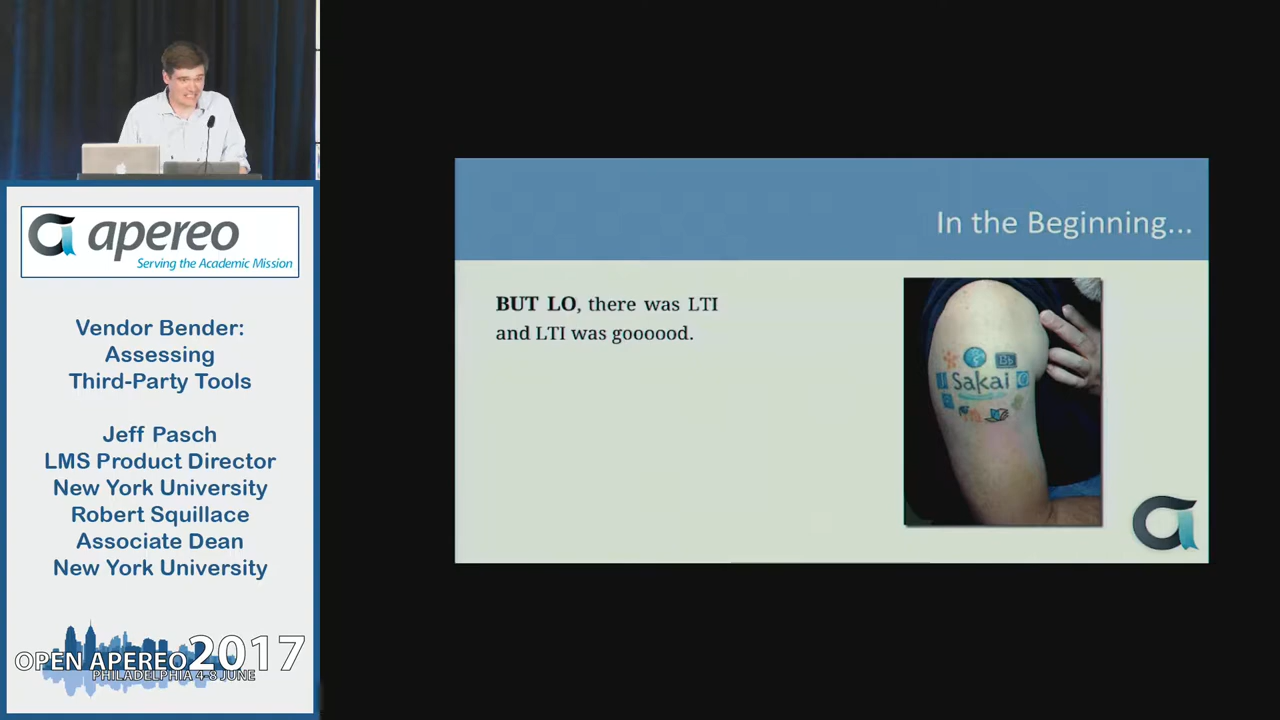 apereo
Serving the Academic Mission
Vendor Bender:
Assessing
Third-Party Tools
Jeff Pasch
LMS Product Director
New York University
Robert Squillace
Associate Dean
New York University
OPEN APEREO 2017
PHILADELPHIA 4-8 JUNE
In the Beginning...
BUT LO, there was LTI
and LTI was goooood.
Bb
Sakai